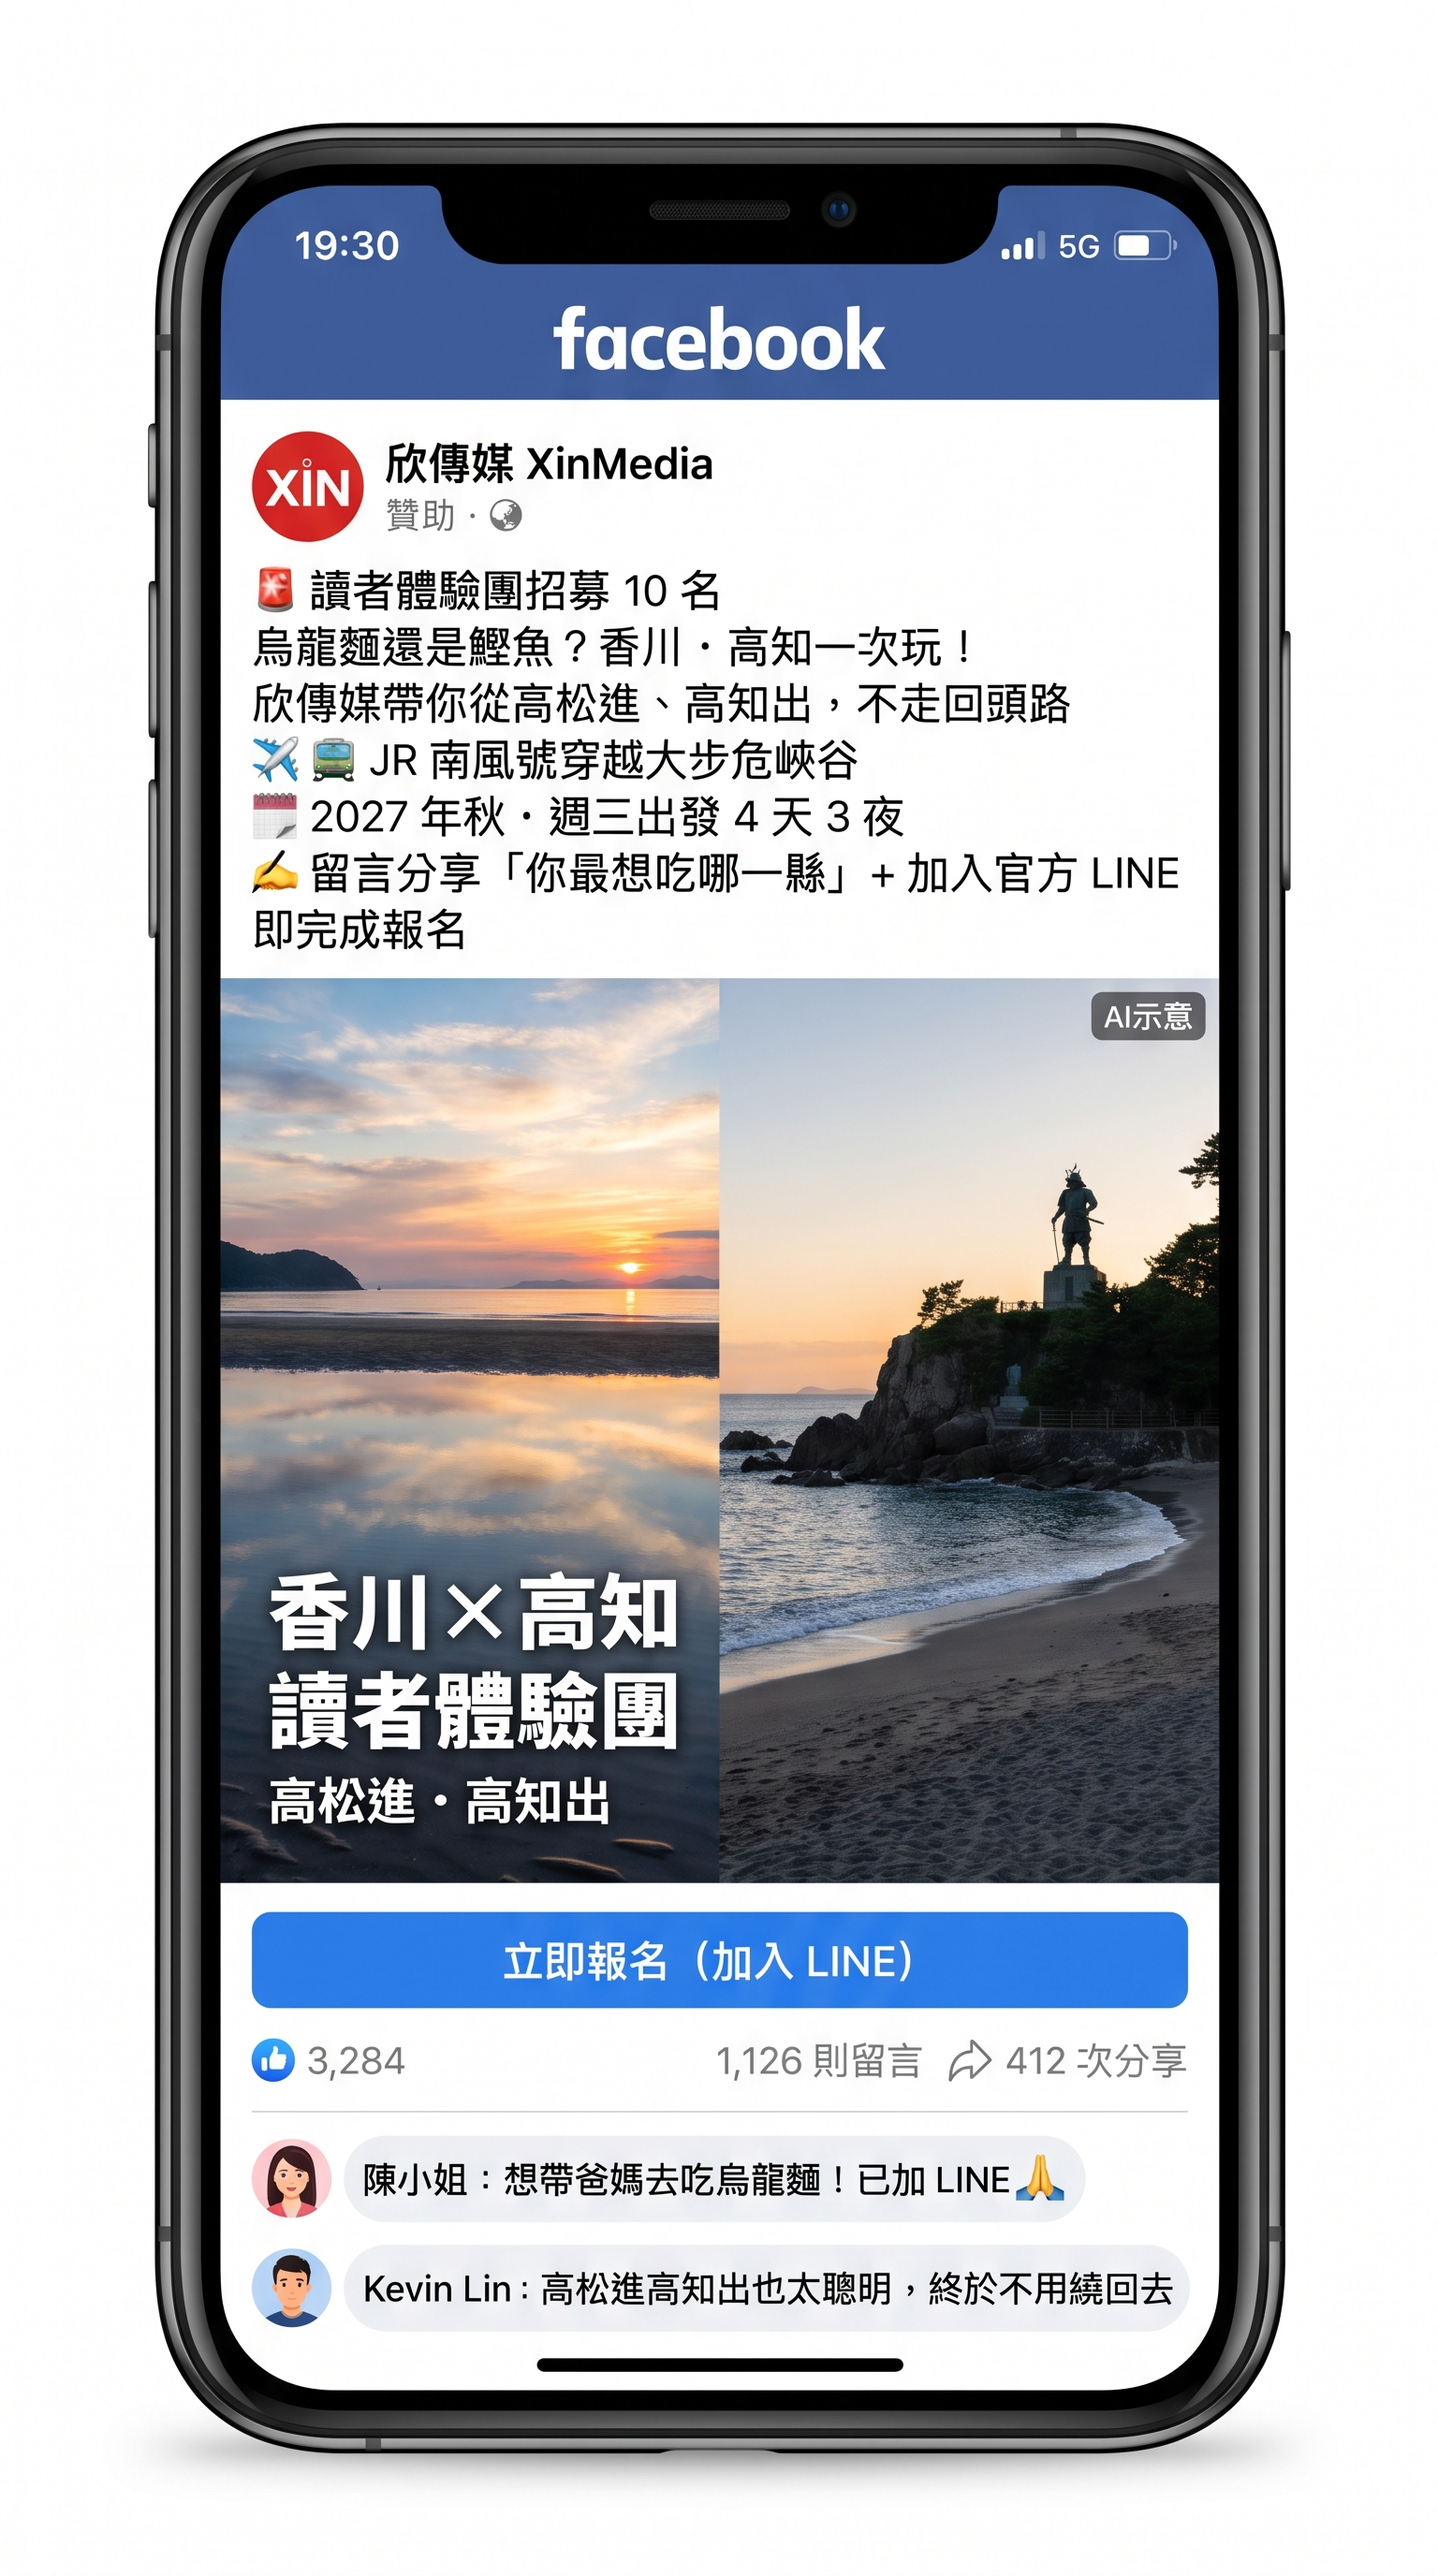 19:30
5G
facebook
XiN
欣傳媒 XinMedia
贊助 ·
🚨 讀者體驗團招募 10 名
烏龍麵還是鰹魚？香川・高知一次玩！
欣傳媒帶你從高松進、高知出，不走回頭路
✈️🚃 JR 南風號穿越大步危峽谷
🗓️ 2027 年秋・週三出發 4 天 3 夜
✍️ 留言分享「你最想吃哪一縣」+ 加入官方 LINE
即完成報名
AI示意
香川×高知
讀者體驗團
高松進・高知出
立即報名（加入 LINE）
3,284
1,126 則留言
412 次分享
陳小姐：想帶爸媽去吃烏龍麵！已加 LINE🙏
Kevin Lin：高松進高知出也太聰明，終於不用繞回去